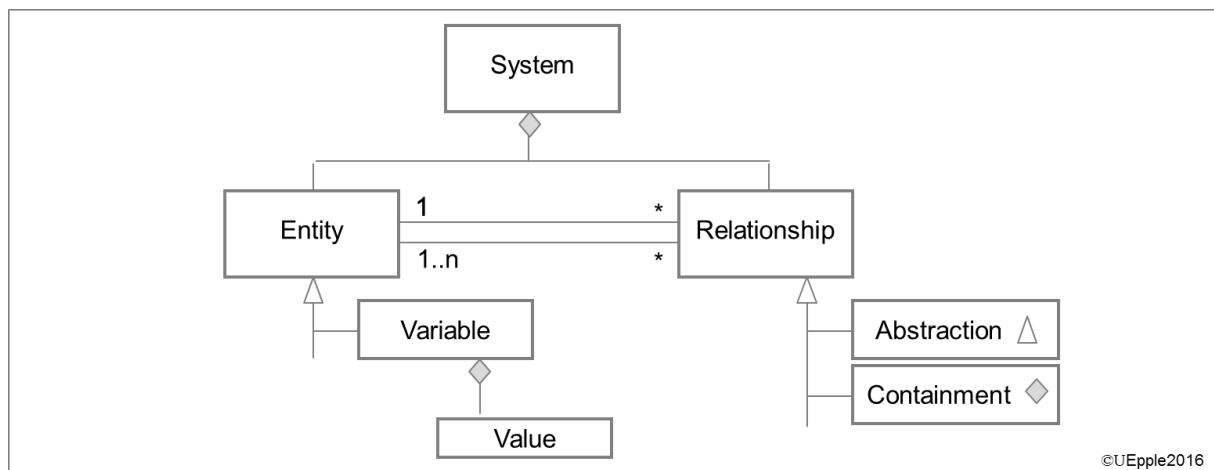 System
Entity
1
*
Relationship
1..n
*
Variable
Abstraction
Containment
Value
©UEpple2016